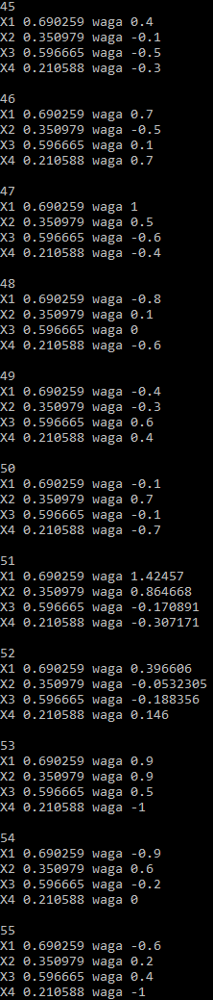 45
X1 0.690259 waga 0.4
X2 0.350979 waga -0.1
X3 0.596665 waga -0.5
X4 0.210588 waga -0.3
46
X1 0.690259 waga 0.7
X2 0.350979 waga -0.5
X3 0.596665 waga 0.1
X4 0.210588 waga 0.7
47
X1 0.690259 waga 1
X2 0.350979 waga 0.5
X3 0.596665 waga -0.6
X4 0.210588 waga -0.4
48
X1 0.690259 waga -0.8
X2 0.350979 waga 0.1
X3 0.596665 waga 0
X4 0.210588 waga -0.6
49
X1 0.690259 waga -0.4
X2 0.350979 waga -0.3
X3 0.596665 waga 0.6
X4 0.210588 waga 0.4
50
X1 0.690259 waga -0.1
X2 0.350979 waga 0.7
X3 0.596665 waga -0.1
X4 0.210588 waga -0.7
51
X1 0.690259 waga 1.42457
X2 0.350979 waga 0.864668
X3 0.596665 waga -0.170891
X4 0.210588 waga -0.307171
52
X1 0.690259 waga 0.396606
X2 0.350979 waga -0.0532305
X3 0.596665 waga -0.188356
X4 0.210588 waga 0.146
53
X1 0.690259 waga 0.9
X2 0.350979 waga 0.9
X3 0.596665 waga 0.5
X4 0.210588 waga -1
54
X1 0.690259 waga -0.9
X2 0.350979 waga 0.6
X3 0.596665 waga -0.2
X4 0.210588 waga 0
55
X1 0.690259 waga -0.6
X2 0.350979 waga 0.2
X3 0.596665 waga 0.4
X4 0.210588 waga -1